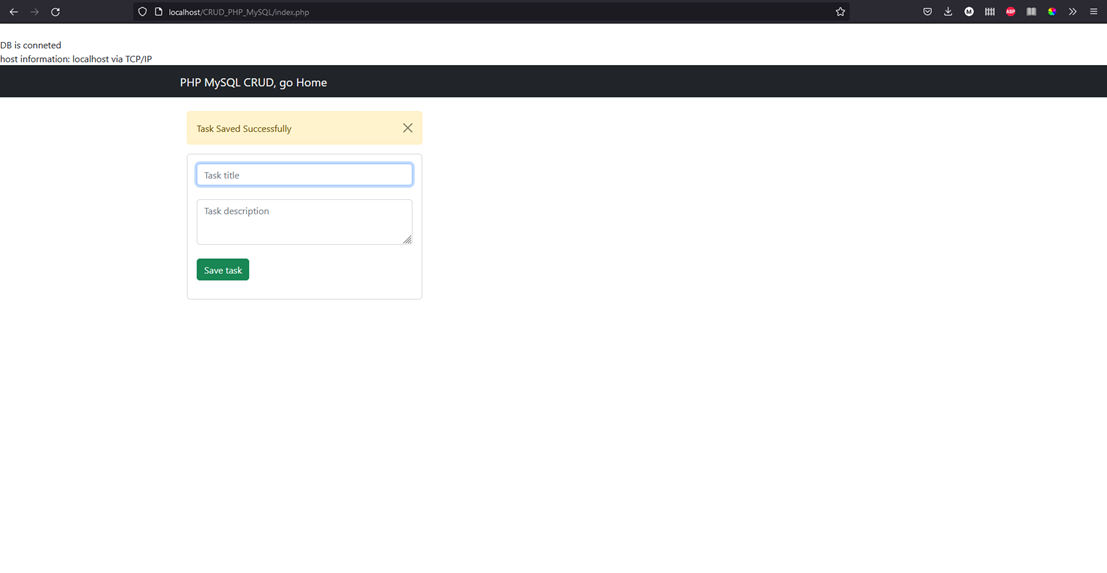 localhost/CRUD_PHP_MySQL/index.php
M
ABP
DB is conneted
host information: localhost via TCP/IP
PHP MySQL CRUD, go Home
Task Saved Successfully
Task title
Task description
Save task